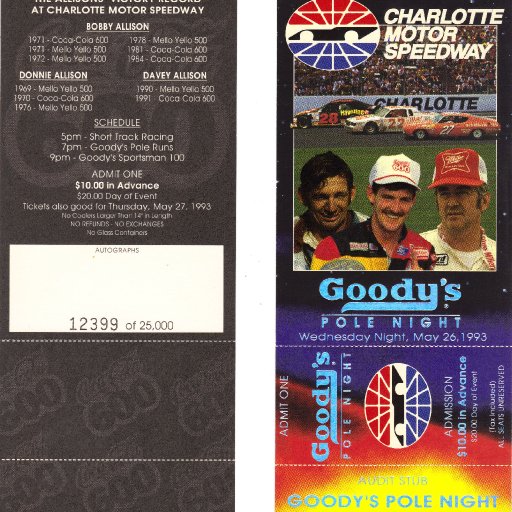 THE ALLISONS' VICTORY RECORD
AT CHARLOTTE MOTOR SPEEDWAY
BOBBY ALLISON
1971 - Coca-Cola 600
1978 - Mello Yello 500
1971 - Mello Yello 500
1981 - Coca-Cola 600
1972 - Mello Yello 500
1984 - Coca-Cola 600
DONNIE ALLISON
1969 - Mello Yello 500
1970 - Coca-Cola 600
1976 - Mello Yello 500
DAVEY ALLISON
1990 - Mello Yello 500
1991 - Coca-Cola 600
SCHEDULE
5pm - Short Track Racing
7pm - Goody's Pole Runs
9pm - Goody's Sportsman 100
ADMIT ONE
$10.00 in Advance
$20.00 Day of Event
Tickets also good for Thursday, May 27, 1993
No Coolers Larger Than 14" in Length
NO REFUNDS - NO EXCHANGES
No Glass Containers
AUTOGRAPHS
12399 of 25,000
CHARLOTTE
MOTOR
SPEEDWAY
CHARLOTTE
28
Havoline
12
27
Miller
Goody's
POLE NIGHT
Wednesday Night, May 26, 1993
ADMIT ONE
Goody's
POLE NIGHT
ADMISSION
$10.00 in Advance
$20.00 Day of Event
(Tax Included)
ALL SEATS UNRESERVED
AUDIT STUB
GOODY'S POLE NIGHT